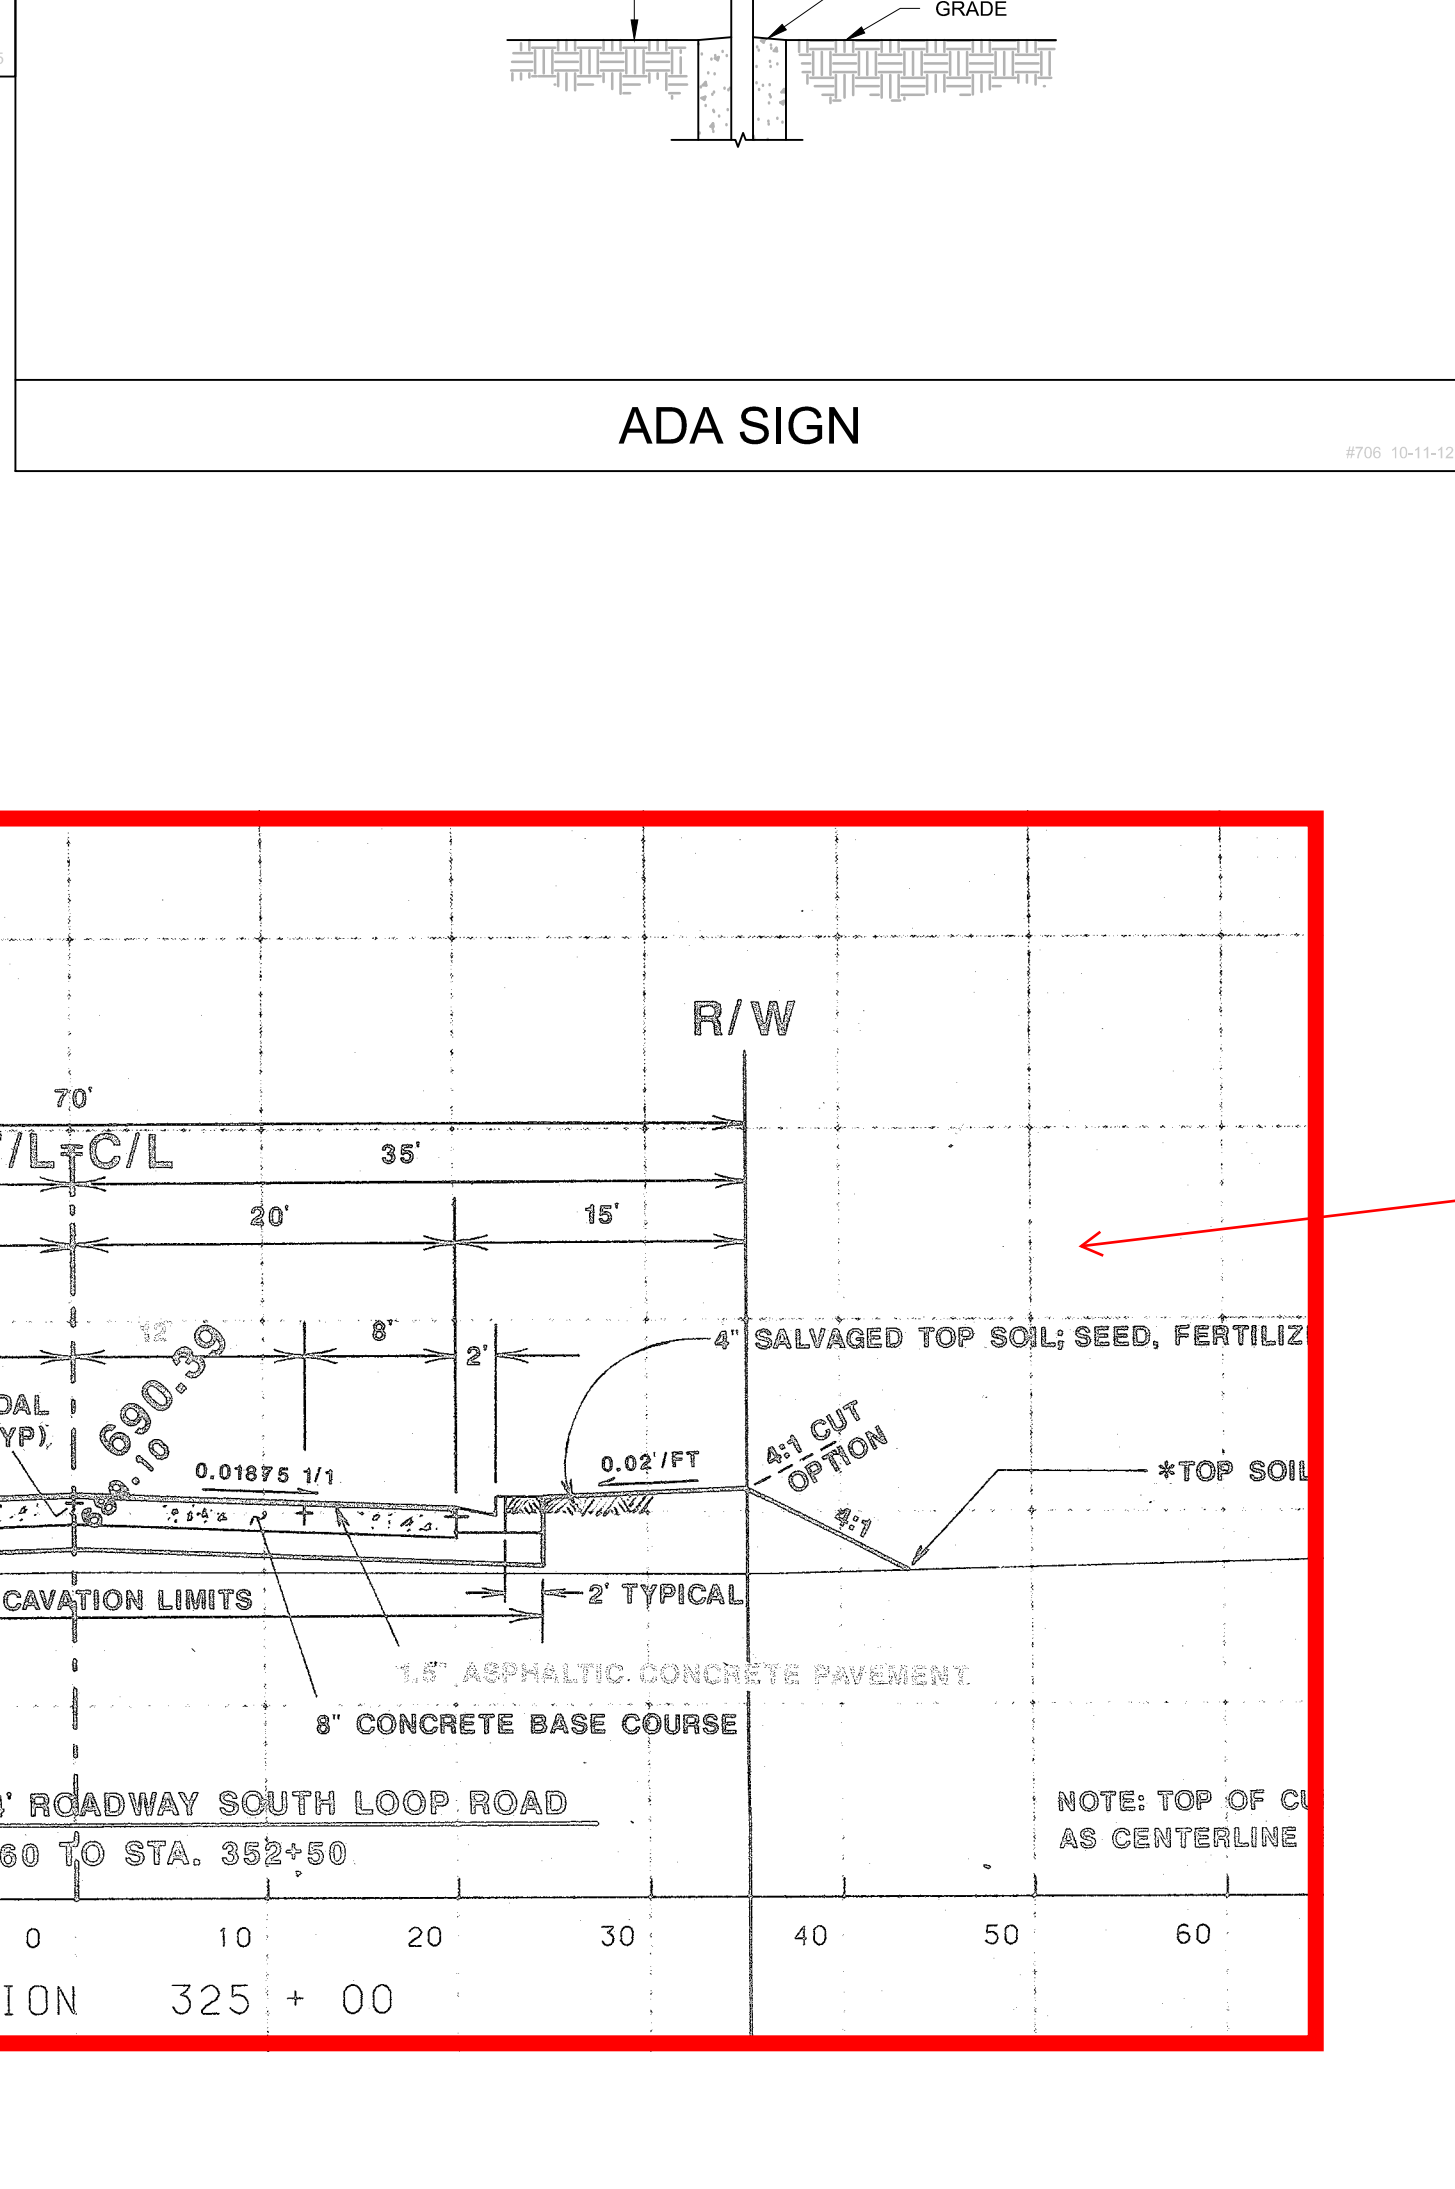 GRADE
ADA SIGN
#706 10-11-12
R/W
70'
/L C/L
35'
20'
15'
12'
8'
2'
690.39
4" SALVAGED TOP SOIL; SEED, FERTILIZ
DAL
YP)
0.01875 1/1
0.02'/FT
4:1 CUT
OPTION
*TOP SOIL
4:1
CAVATION LIMITS
2' TYPICAL
1.5" ASPHALTIC CONCRETE PAVEMENT
8" CONCRETE BASE COURSE
4' ROADWAY SOUTH LOOP ROAD
60 TO STA. 352+50
NOTE: TOP OF CU
AS CENTERLINE
0 10 20 30 40 50 60
ION 325 + 00